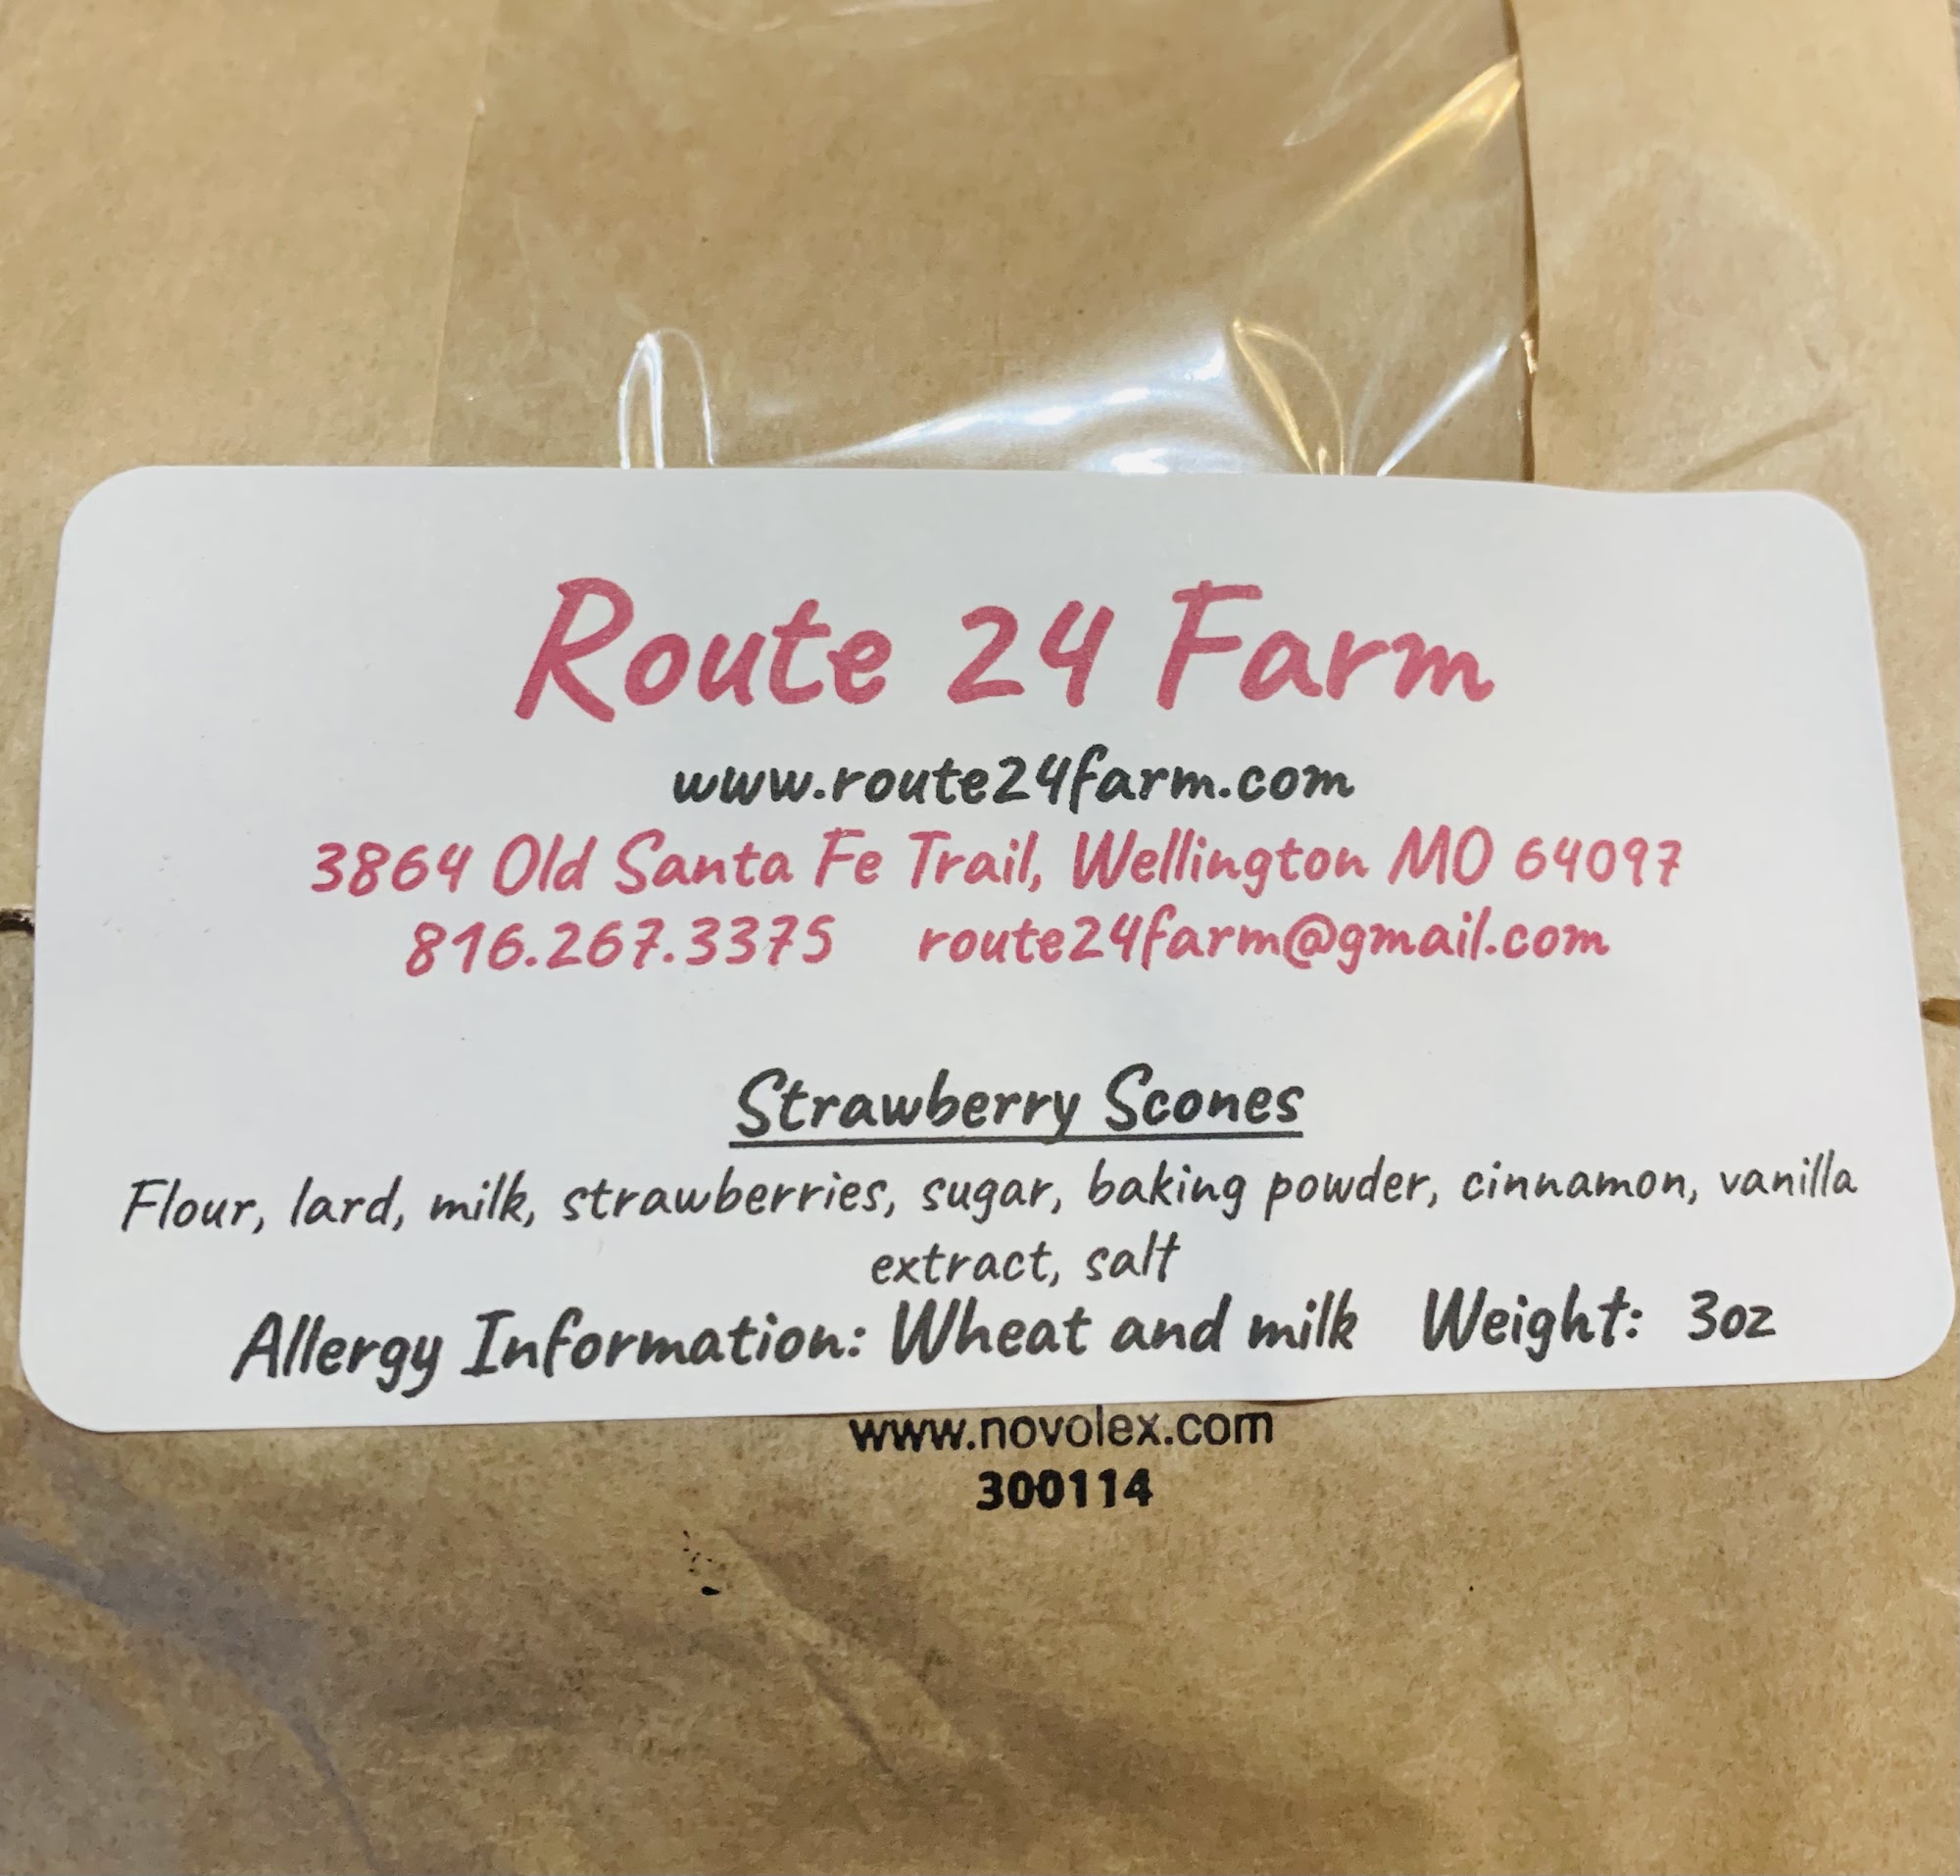 Route 24 Farm
www.route24farm.com
3864 Old Santa Fe Trail, Wellington MO 64097
816.267.3375 route24farm@gmail.com
Strawberry Scones
Flour, lard, milk, strawberries, sugar, baking powder, cinnamon, vanilla
extract, salt
Allergy Information: Wheat and milk Weight: 3oz
www.novolex.com
300114